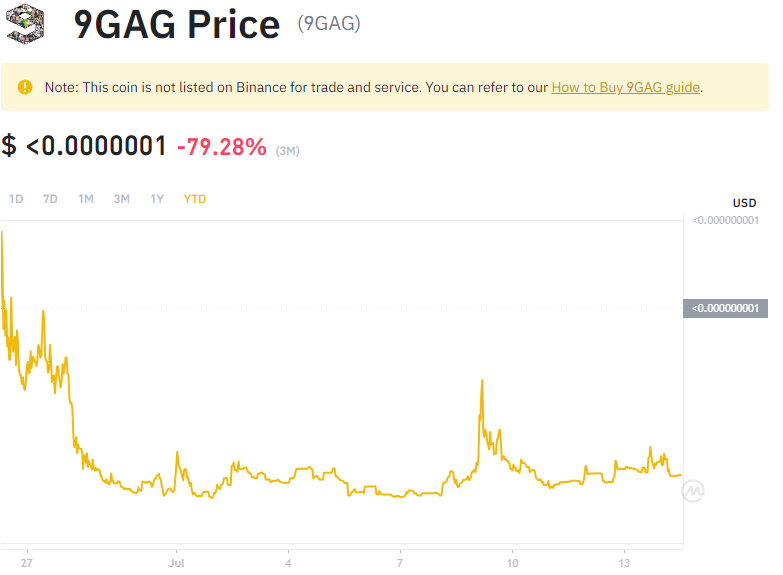 9GAG Price (9GAG)
Note: This coin is not listed on Binance for trade and service. You can refer to our How to Buy 9GAG guide.
$ <0.0000001 -79.28% (3M)
1D 7D 1M 3M 1Y YTD
USD
<0.000000001
<0.000000001
27 Jul 4 7 10 13